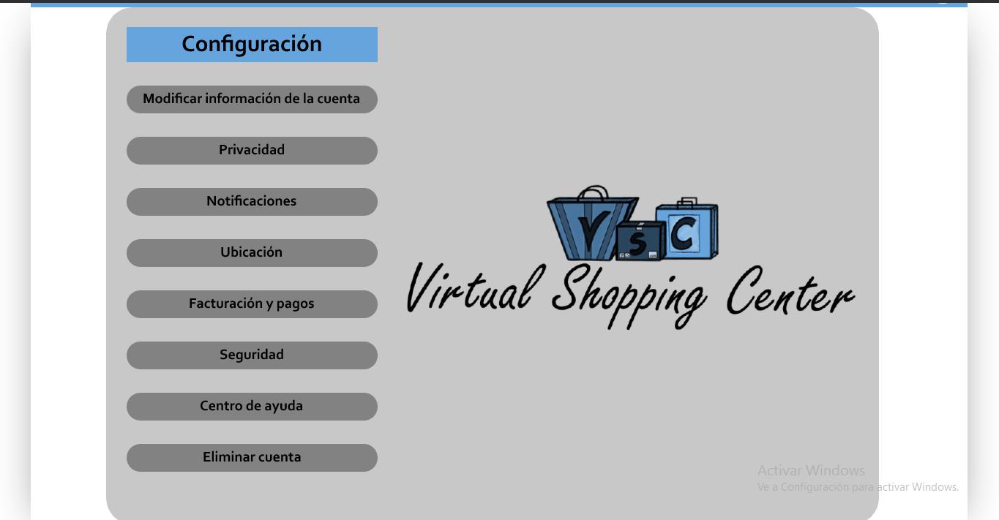 Configuración
Modificar información de la cuenta
Privacidad
Notificaciones
Ubicación
Facturación y pagos
Seguridad
Centro de ayuda
Eliminar cuenta
V S C
Virtual Shopping Center
Activar Windows
Ve a Configuración para activar Windows.